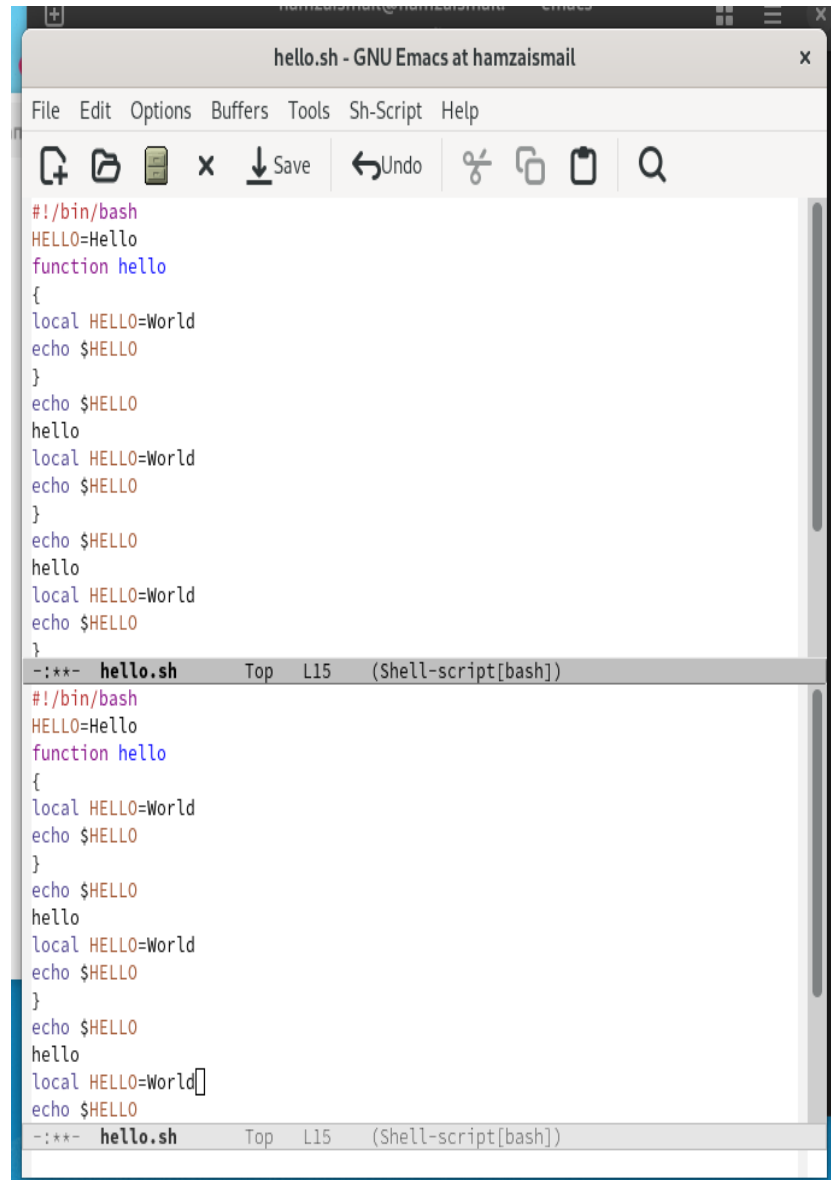 hello.sh - GNU Emacs at hamzaismail
File Edit Options Buffers Tools Sh-Script Help
Save Undo
#!/bin/bash
HELLO=Hello
function hello
{
local HELLO=World
echo $HELLO
}
echo $HELLO
hello
local HELLO=World
echo $HELLO
}
echo $HELLO
hello
local HELLO=World
echo $HELLO
}
-:**- hello.sh Top L15 (Shell-script[bash])
#!/bin/bash
HELLO=Hello
function hello
{
local HELLO=World
echo $HELLO
}
echo $HELLO
hello
local HELLO=World
echo $HELLO
}
echo $HELLO
hello
local HELLO=World
echo $HELLO
-:**- hello.sh Top L15 (Shell-script[bash])